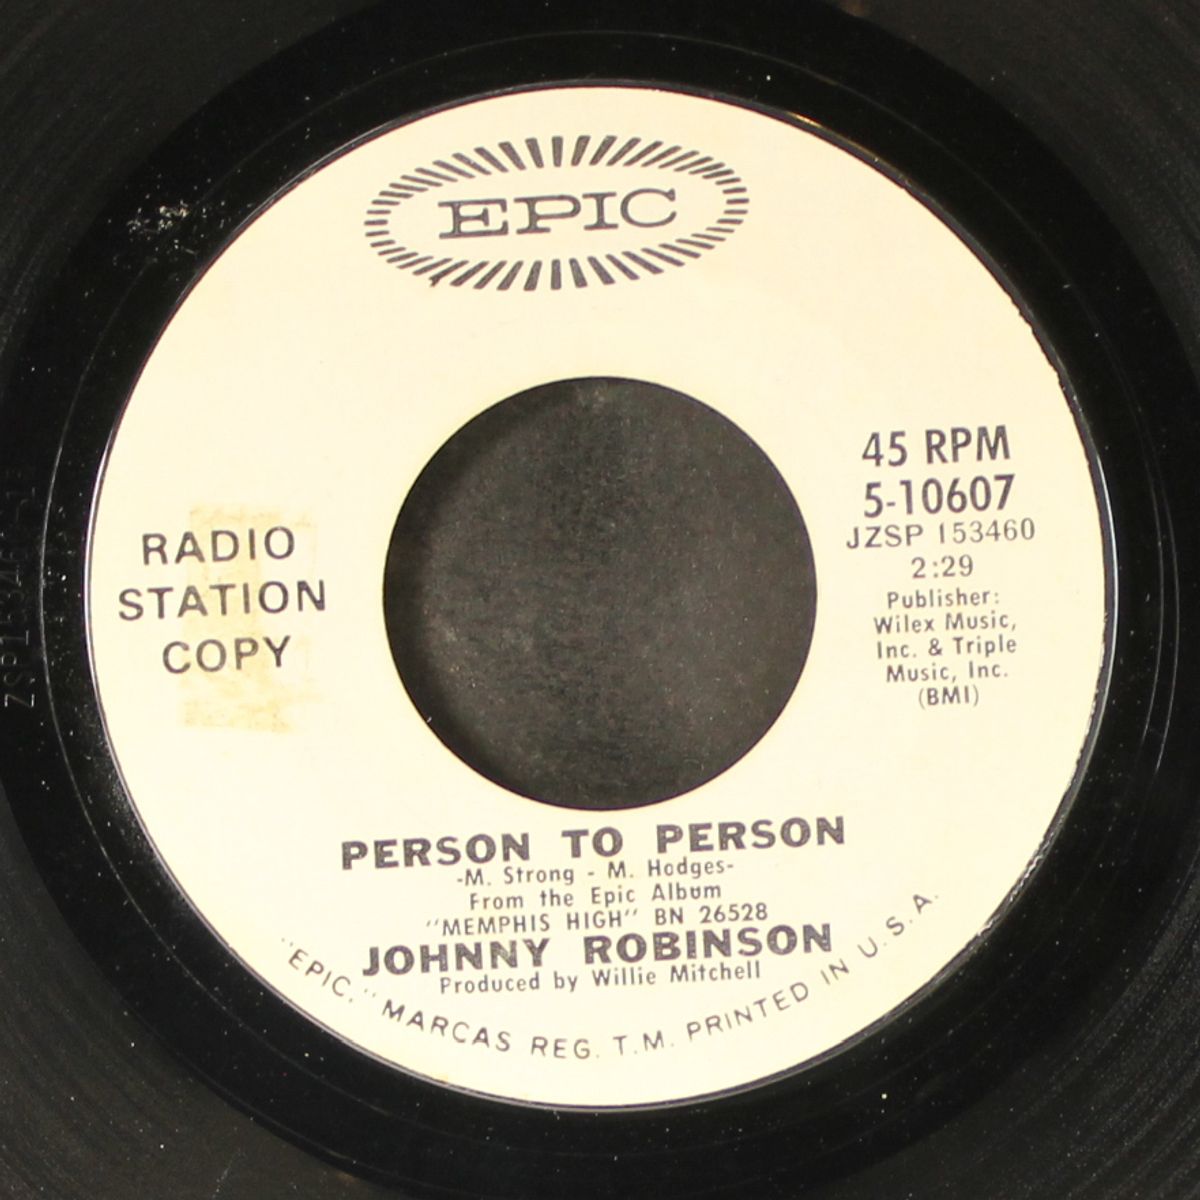 EPIC
45 RPM
5-10607
JZSP 153460
2:29
Publisher:
Wilex Music,
Inc. & Triple
Music, Inc.
(BMI)
RADIO
STATION
COPY
PERSON TO PERSON
-M. Strong - M. Hodges-
From the Epic Album
"MEMPHIS HIGH" BN 26528
JOHNNY ROBINSON
Produced by Willie Mitchell
"EPIC," MARCAS REG. T.M. PRINTED IN U.S.A.